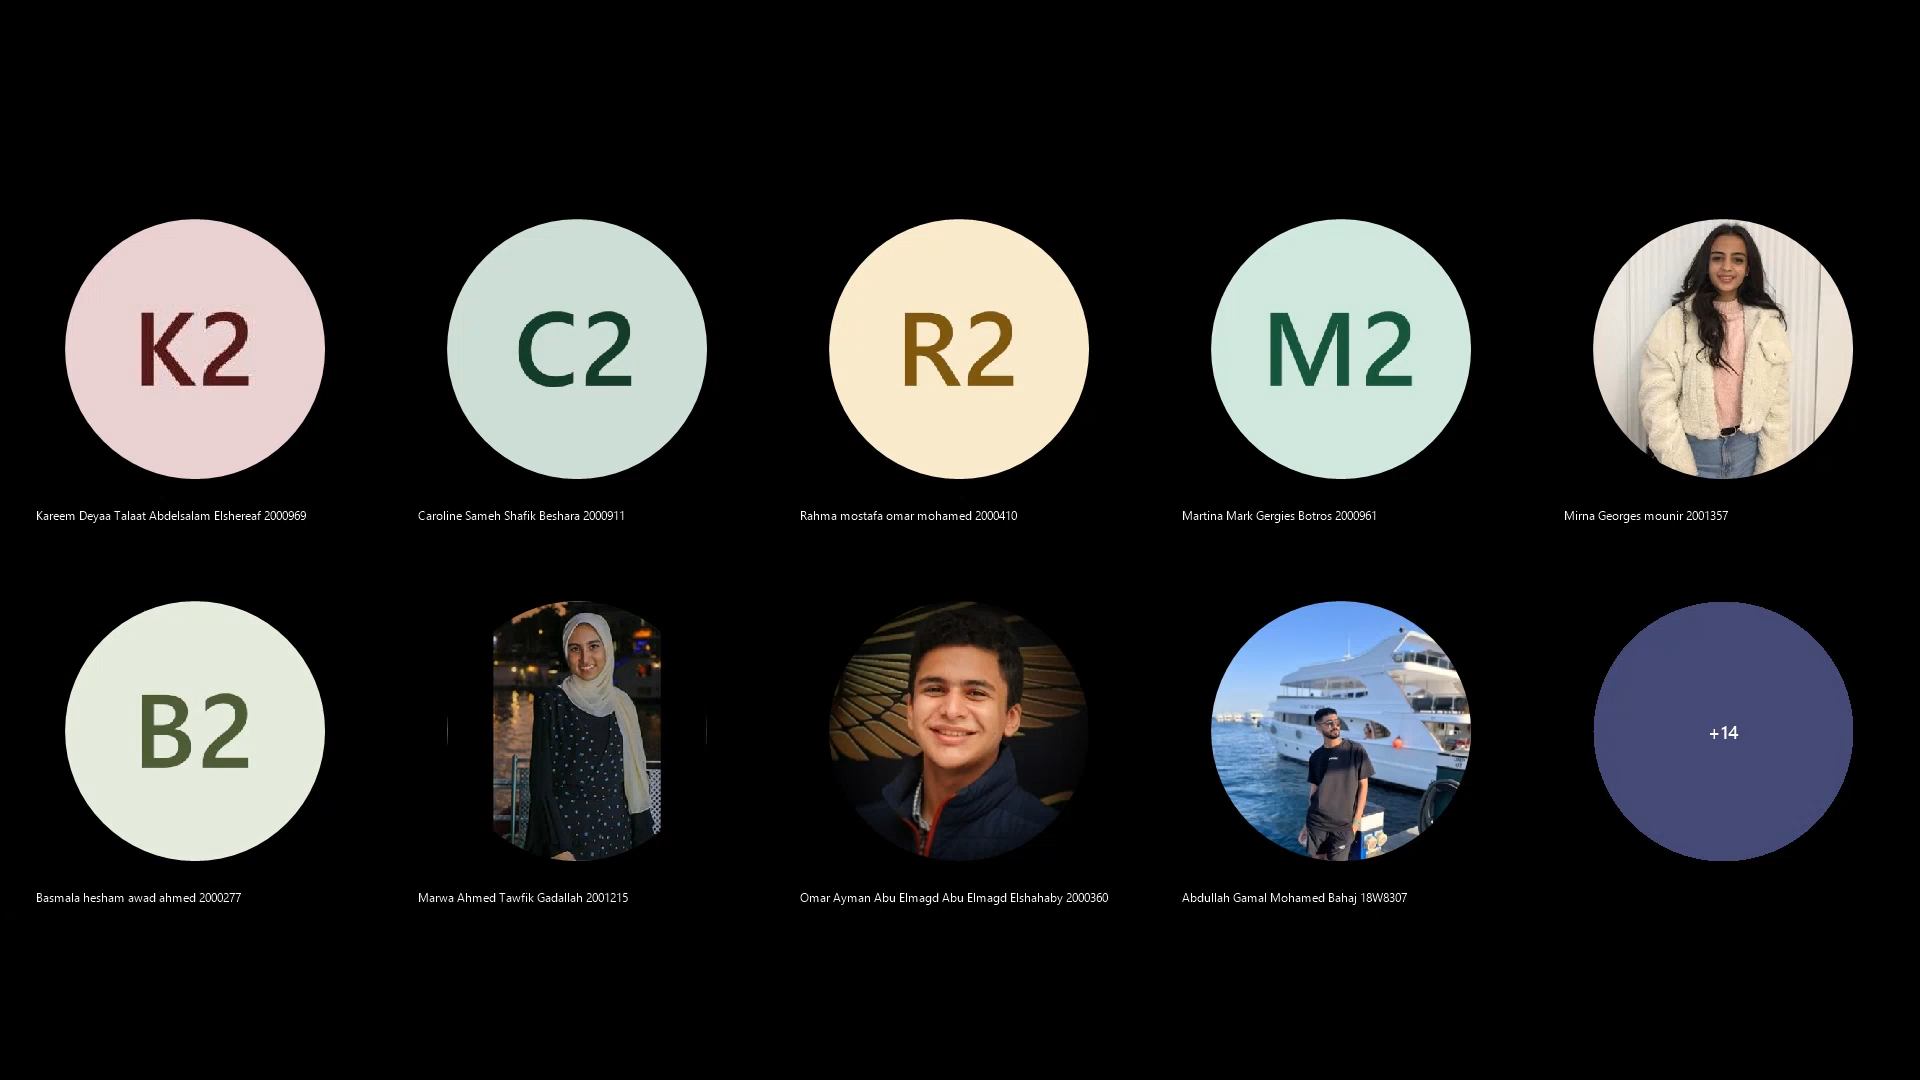 K2
C2
R2
M2
Kareem Deyaa Talaat Abdelsalam Elshereaf 2000969
Caroline Sameh Shafik Beshara 2000911
Rahma mostafa omar mohamed 2000410
Martina Mark Gergies Botros 2000961
Mirna Georges mounir 2001357
B2
+14
Basmala hesham awad ahmed 2000277
Marwa Ahmed Tawfik Gadallah 2001215
Omar Ayman Abu Elmagd Abu Elmagd Elshahaby 2000360
Abdullah Gamal Mohamed Bahaj 18W8307